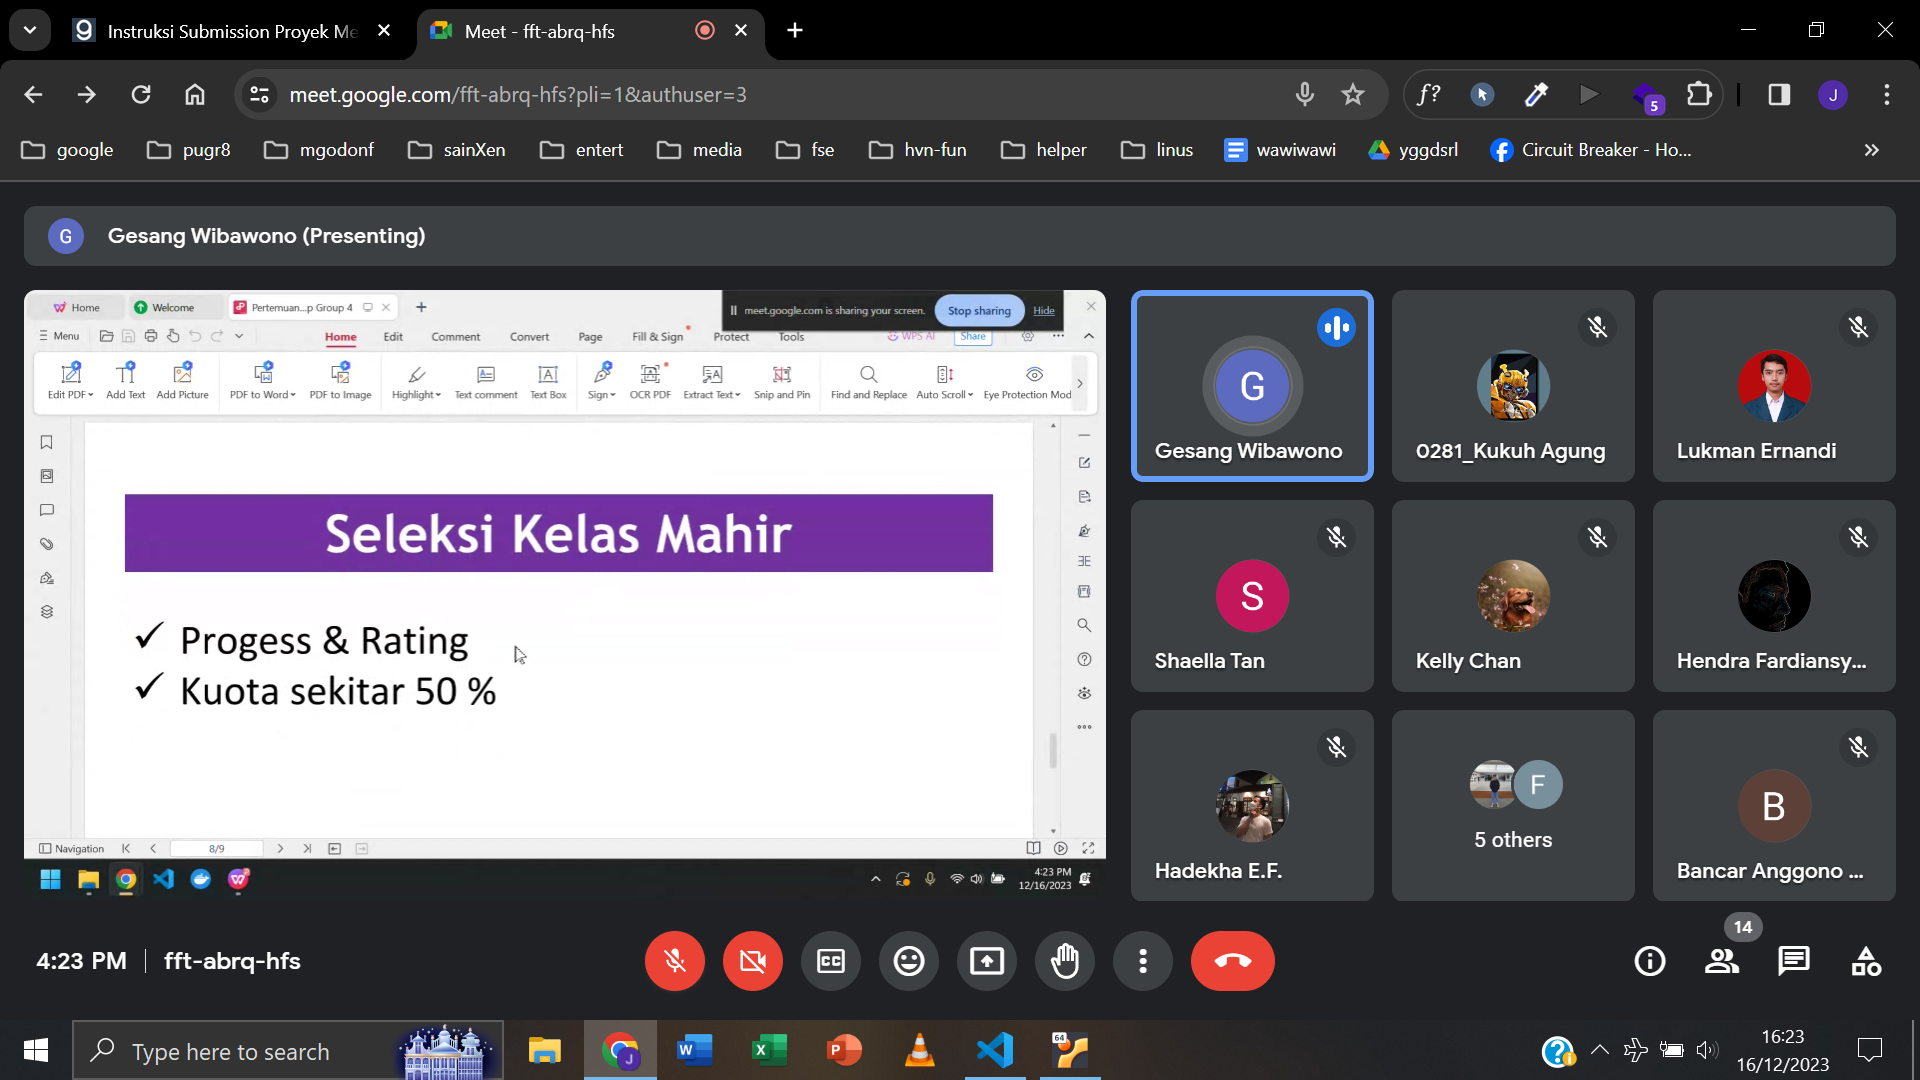 Instruksi Submission Proyek Me
Meet - fft-abrq-hfs
meet.google.com/fft-abrq-hfs?pli=1&authuser=3
f?
5
J
google
pugr8
mgodonf
sainXen
entert
media
fse
hvn-fun
helper
linus
wawiwawi
yggdsrl
Circuit Breaker - Ho...
G
Gesang Wibawono (Presenting)
Home
Welcome
Pertemuan...p Group 4
meet.google.com is sharing your screen.
Stop sharing
Hide
Menu
Home
Edit
Comment
Convert
Page
Fill & Sign
Protect
Tools
WPS AI
Share
Edit PDF
Add Text
Add Picture
PDF to Word
PDF to Image
Highlight
Text comment
Text Box
Sign
OCR PDF
Extract Text
Snip and Pin
Find and Replace
Auto Scroll
Eye Protection Mod
Seleksi Kelas Mahir
✓ Progess & Rating
✓ Kuota sekitar 50 %
Navigation
8/9
4:23 PM
12/16/2023
G
Gesang Wibawono
0281_Kukuh Agung
Lukman Ernandi
S
Shaella Tan
Kelly Chan
Hendra Fardiansy...
Hadekha E.F.
F
5 others
B
Bancar Anggono ...
4:23 PM
fft-abrq-hfs
CC
14
Type here to search
J
W
X
P
64
16:23
16/12/2023